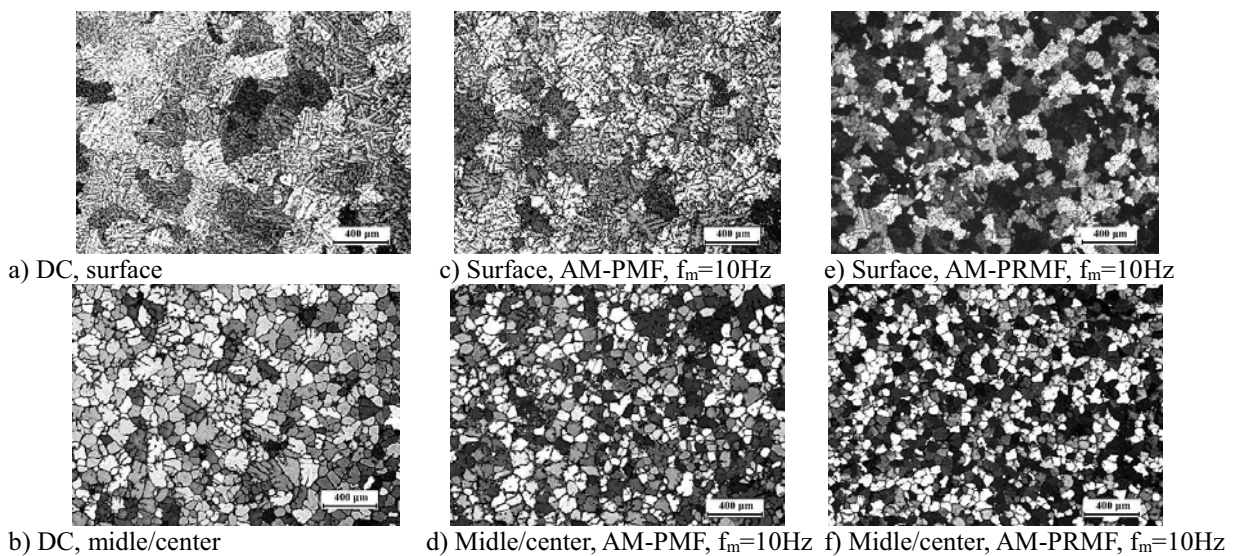 400 µm
400 µm
400 µm
a) DC, surface
c) Surface, AM-PMF, fm=10Hz
e) Surface, AM-PRMF, fm=10Hz
400 µm
400 µm
400 µm
b) DC, midle/center
d) Midle/center, AM-PMF, fm=10Hz
f) Midle/center, AM-PRMF, fm=10Hz